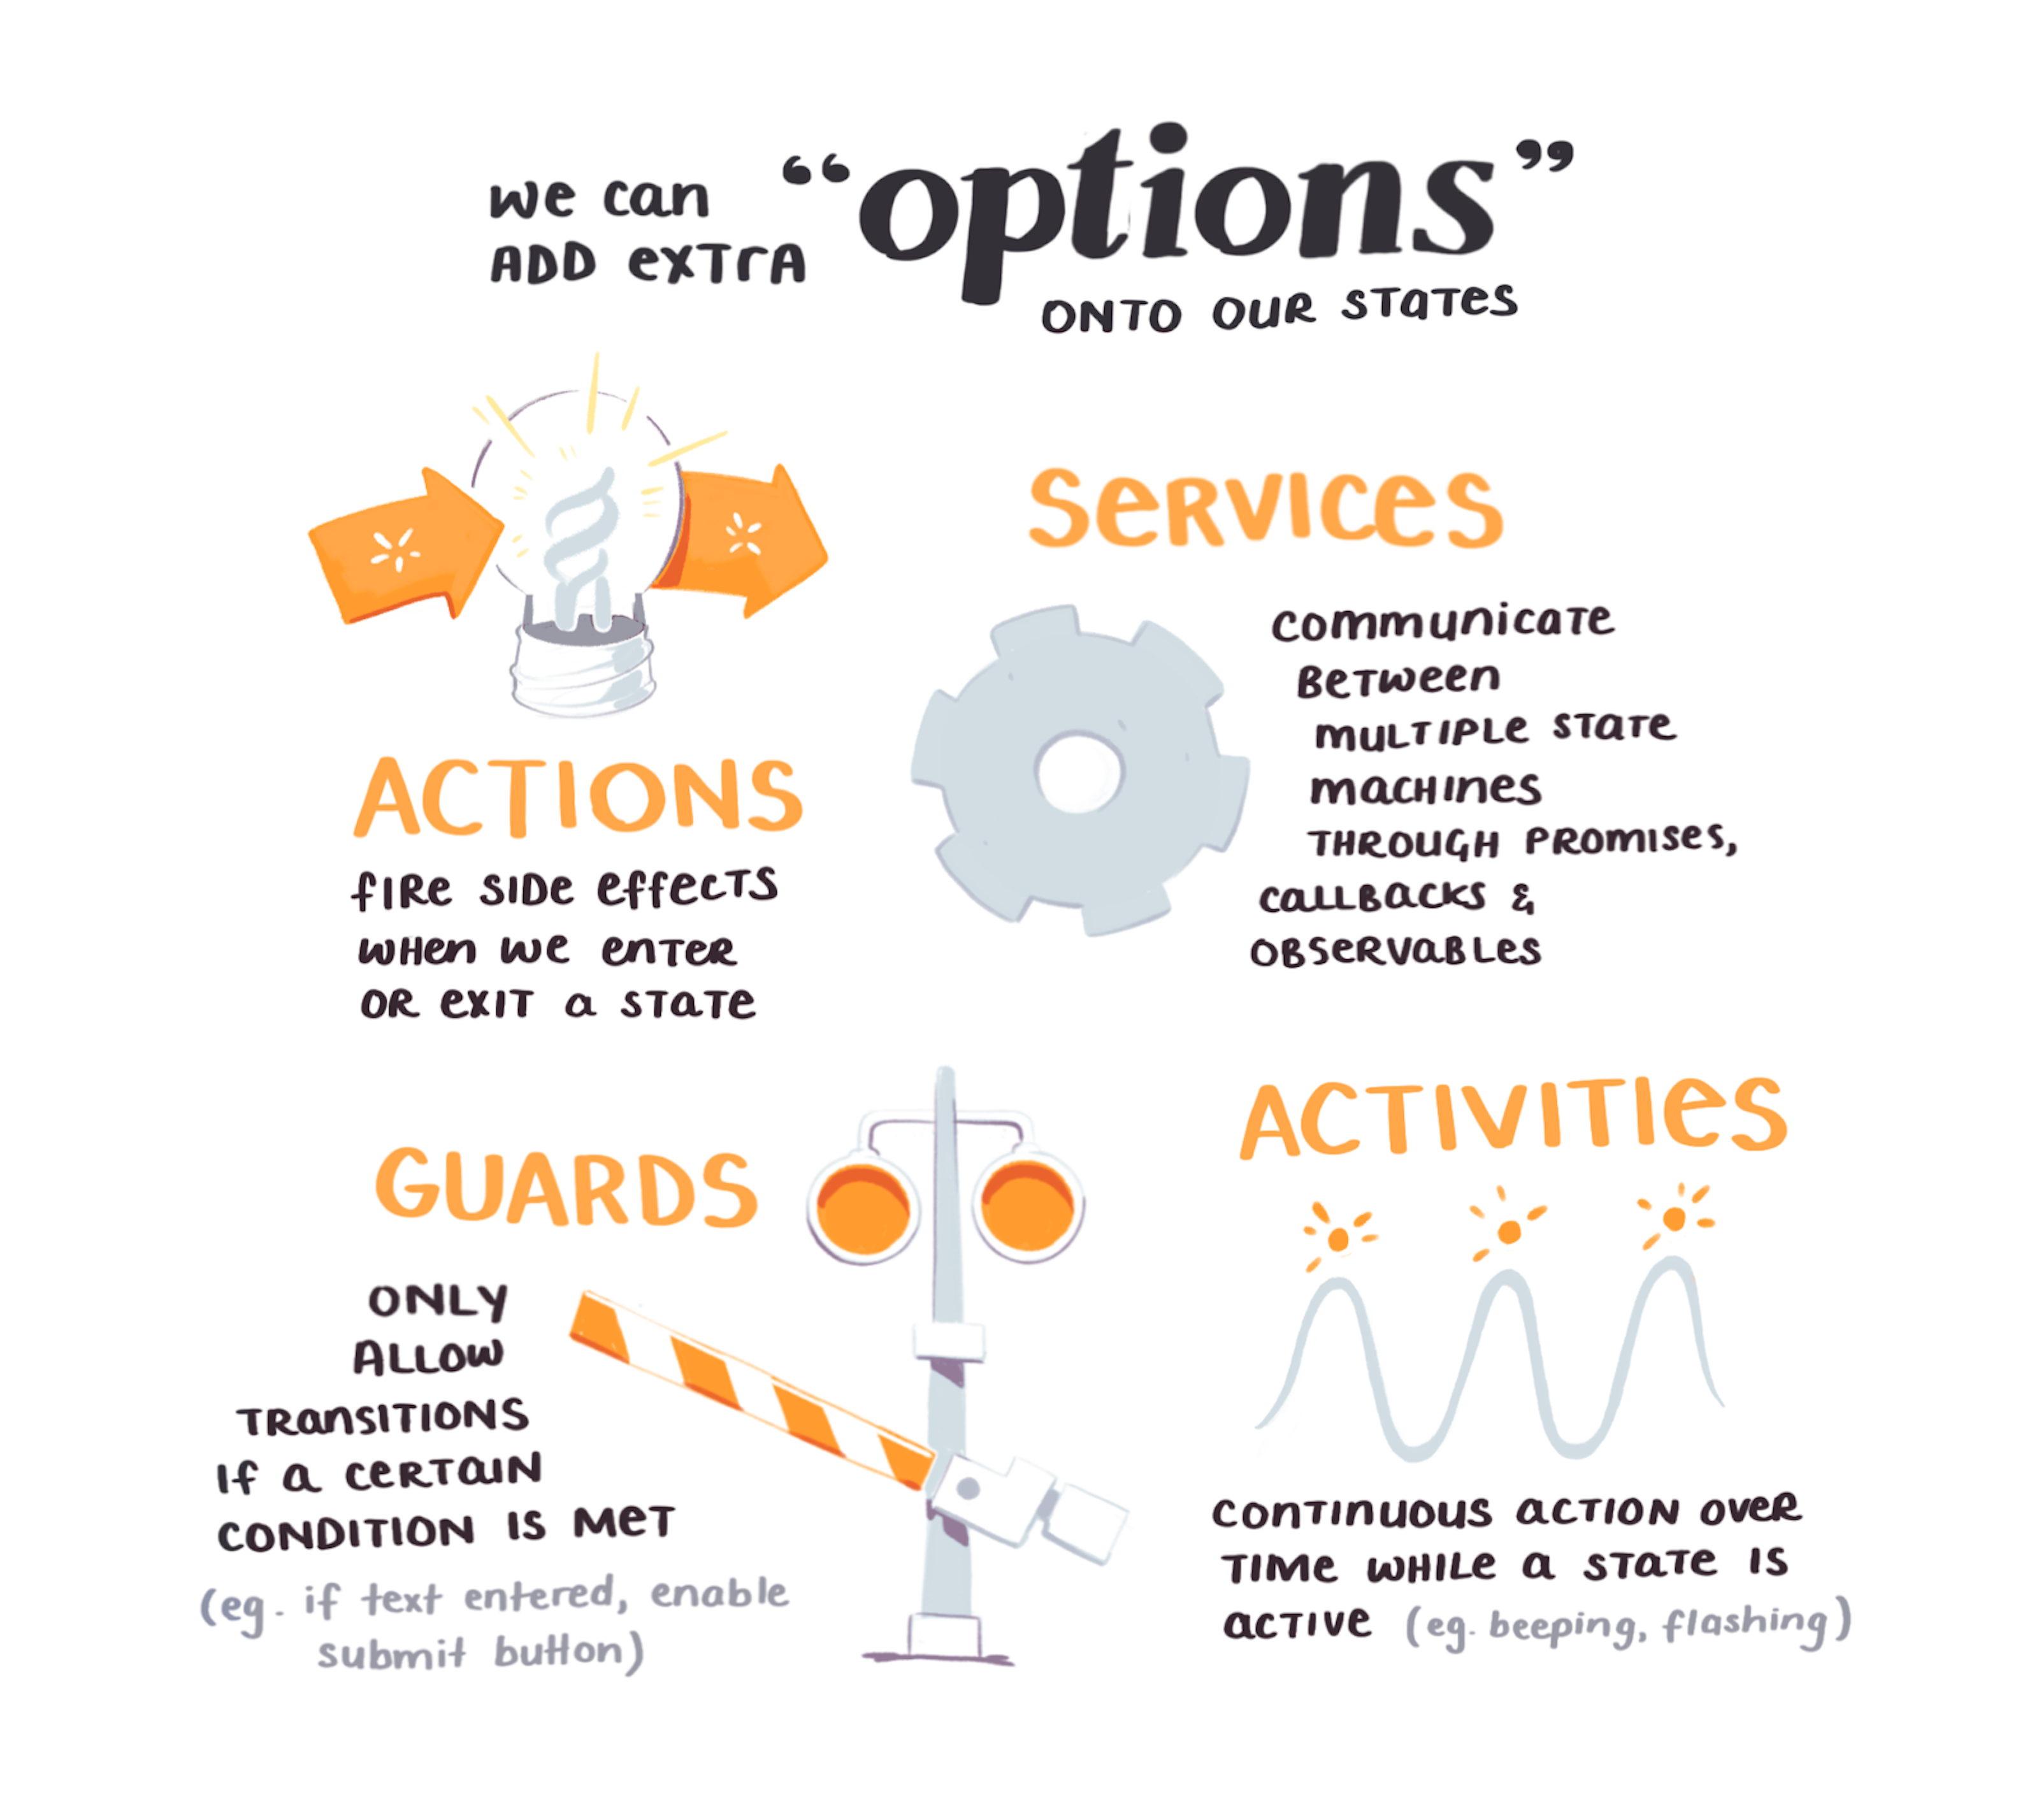 we can
ADD exTrA
“options”
ONTO OUR STaTes
ACTIONS
fire SIDe effecTS
wHen we enTeR
OR exIT a STaTe
SeRVICes
communicaTe
BeTween
mULTIPLe STaTe
macHInes
THROUGH PROmISes,
CaLLBacks &
OBSeRVaBLes
GUARDS
ONLY
ALLOW
TRanSITIONS
If a ceRTaIN
CONDITION IS MeT
(eg. if text entered, enable
submit button)
ACTIVITIes
conTInuous acTION oveR
TIMe wHILe a STaTe IS
acTIve (eg. beeping, flashing)